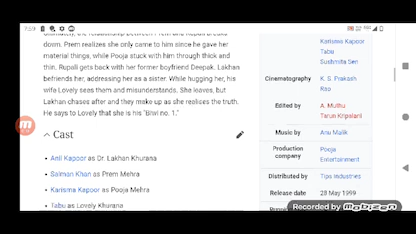 7:59
down. Prem realizes she only came to him since he gave her
material things, while Pooja stuck with him through thick and
thin. Rupali gets back with her former boyfriend Deepak. Lakhan
befriends her, addressing her as a sister. While hugging her, his
wife Lovely sees them and misunderstands. She leaves, but
Lakhan chases after and they make up as she realises the truth.
He says to Lovely that she is his "Biwi no. 1."
Cast
• Anil Kapoor as Dr. Lakhan Khurana
• Salman Khan as Prem Mehra
• Karisma Kapoor as Pooja Mehra
• Tabu as Lovely Khurana
Karisma Kapoor
Tabu
Sushmita Sen
Cinematography K. S. Prakash
Rao
Edited by A. Muthu
Tarun Kripalani
Music by Anu Malik
Production Pooja
company Entertainment
Distributed by Tips Industries
Release date 28 May 1999
Recorded by Mobizen